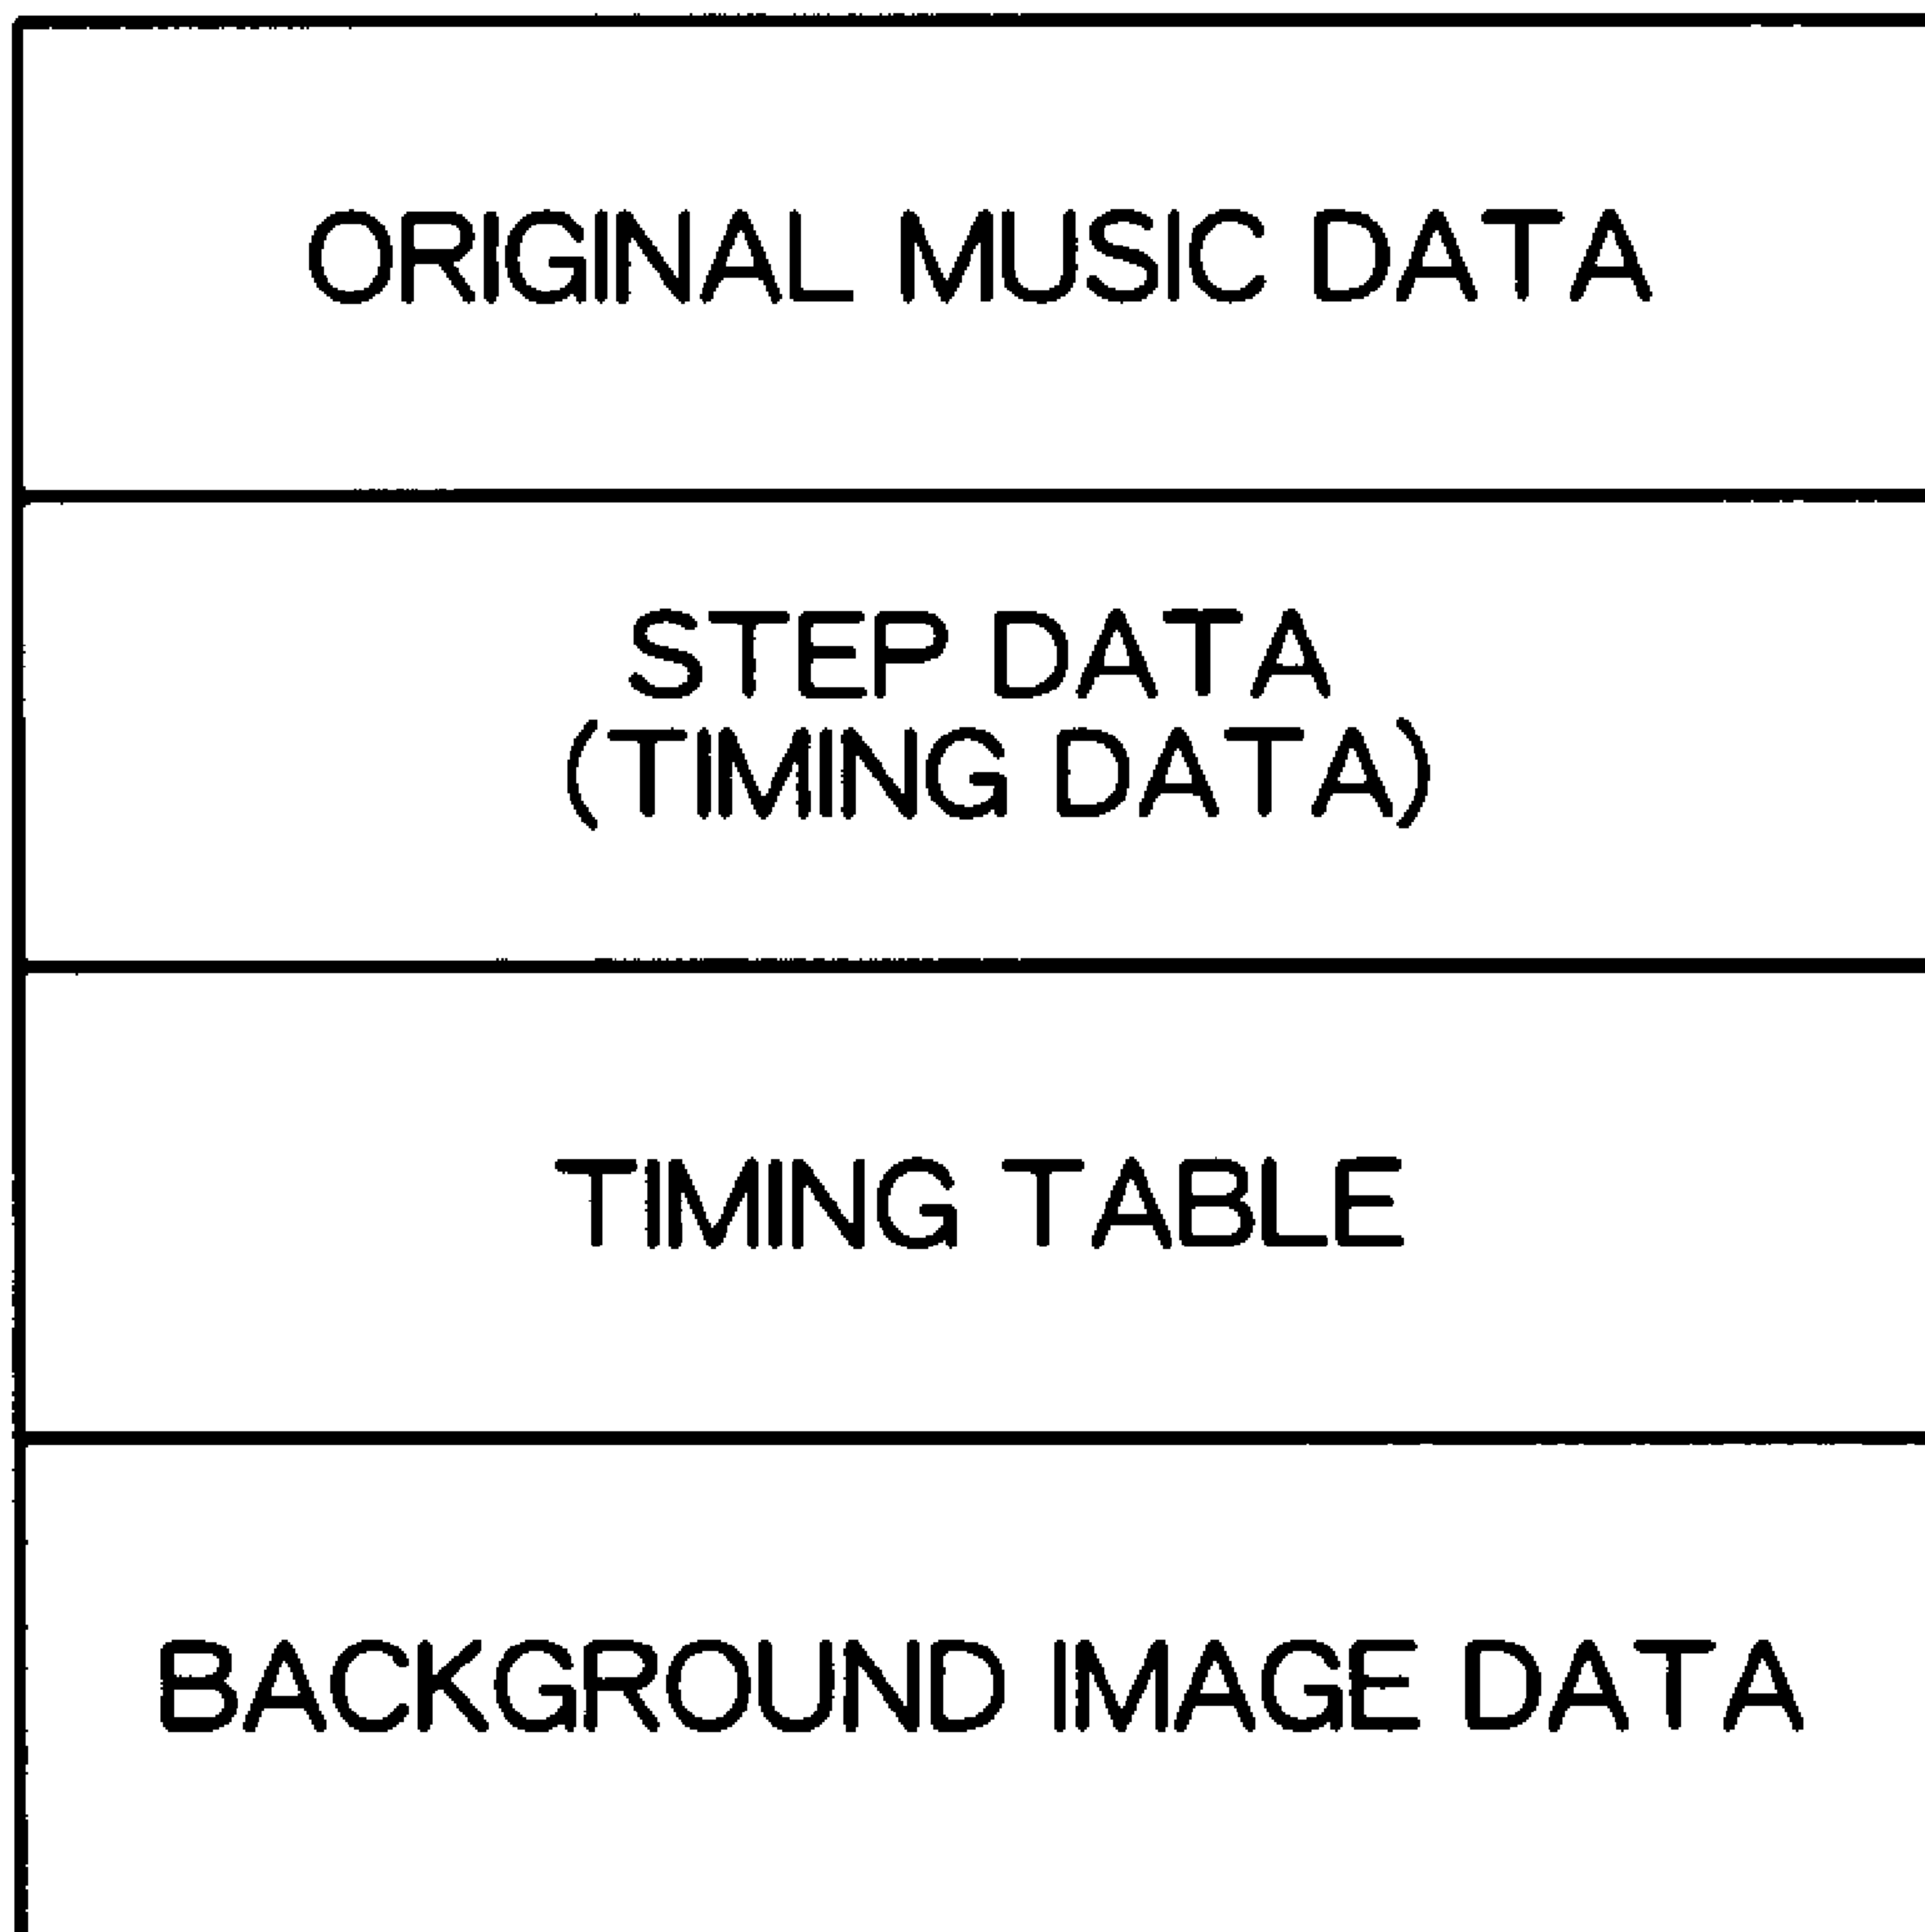 ORIGINAL MUSIC DATA
STEP DATA
(TIMING DATA)
TIMING TABLE
BACKGROUND IMAGE DATA